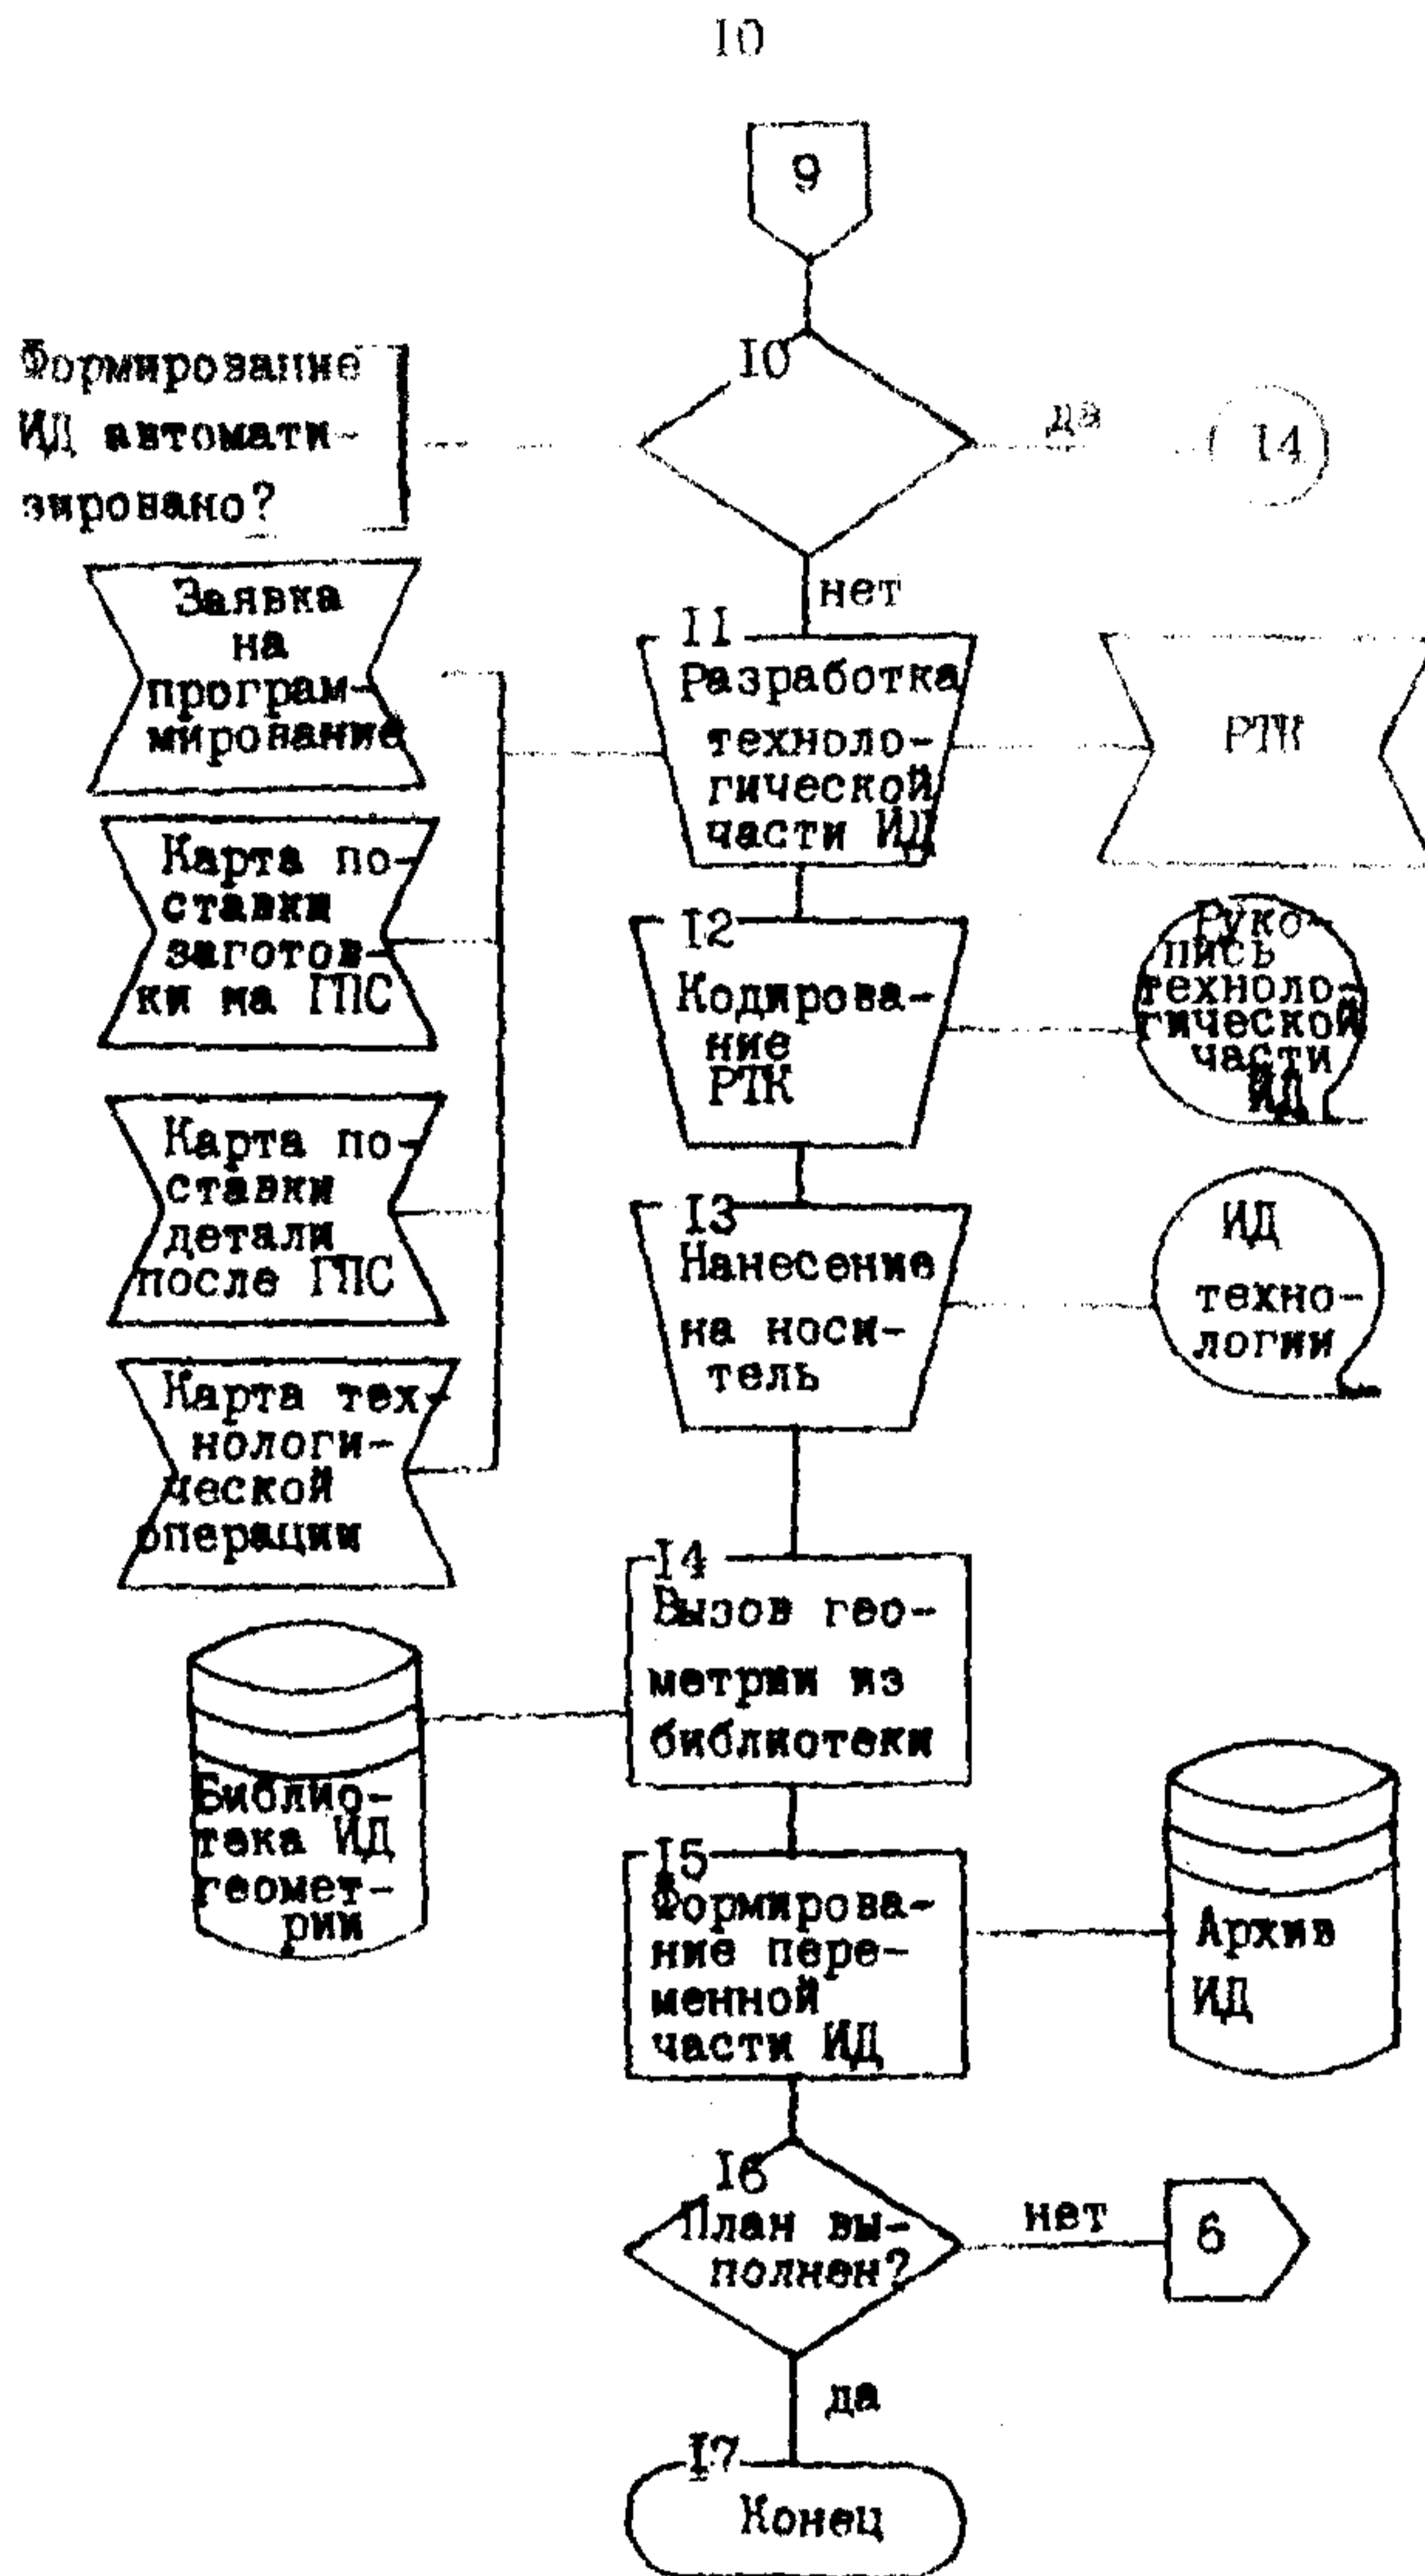 10
9
Формирование
ИД автомати-
зировано?
10
да
14
нет
Заявка
на
програм-
мирование
11
Разработка
техноло-
гической
части ИД
РТК
Карта по-
ставки
заготов-
ки на ГПС
12
Кодирова-
ние
РТК
Руко-
пись
техноло-
гической
части
ИД
Карта по-
ставки
детали
после ГПС
13
Нанесение
на носи-
тель
ИД
техно-
логии
Карта тех-
нологи-
ческой
операции
14
Вызов гео-
метрии из
библиотеки
Библио-
тека ИД
геомет-
рии
15
Формирова-
ние пере-
менной
части ИД
Архив
ИД
16
План вы-
полнен?
нет
6
да
17
Конец